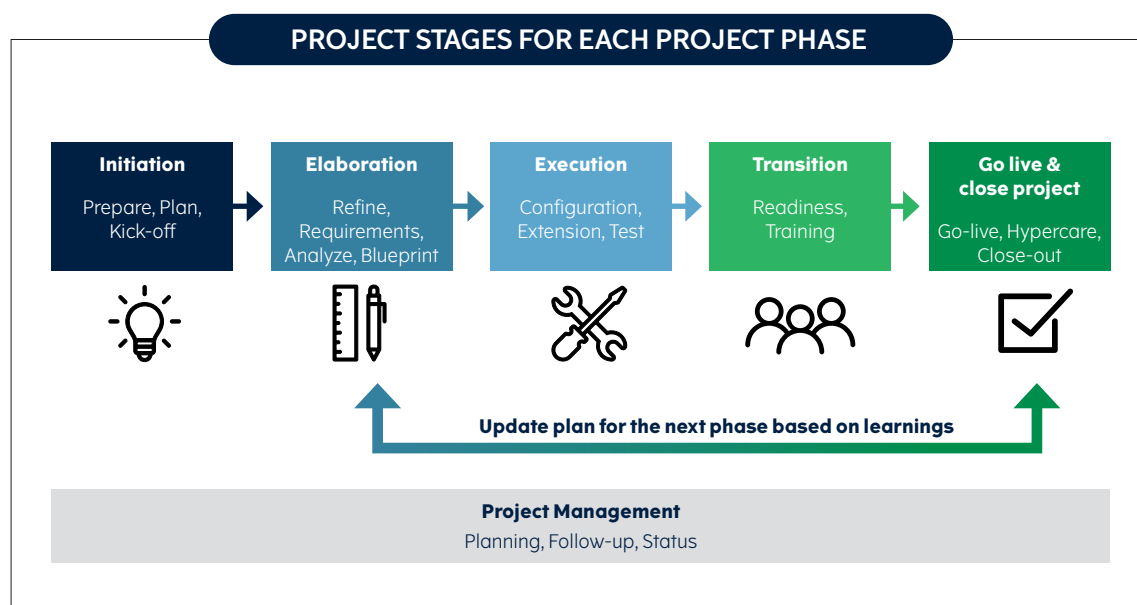 PROJECT STAGES FOR EACH PROJECT PHASE
Initiation
Prepare, Plan,
Kick-off
Elaboration
Refine,
Requirements,
Analyze, Blueprint
Execution
Configuration,
Extension, Test
Transition
Readiness,
Training
Go live &
close project
Go-live, Hypercare,
Close-out
Update plan for the next phase based on learnings
Project Management
Planning, Follow-up, Status